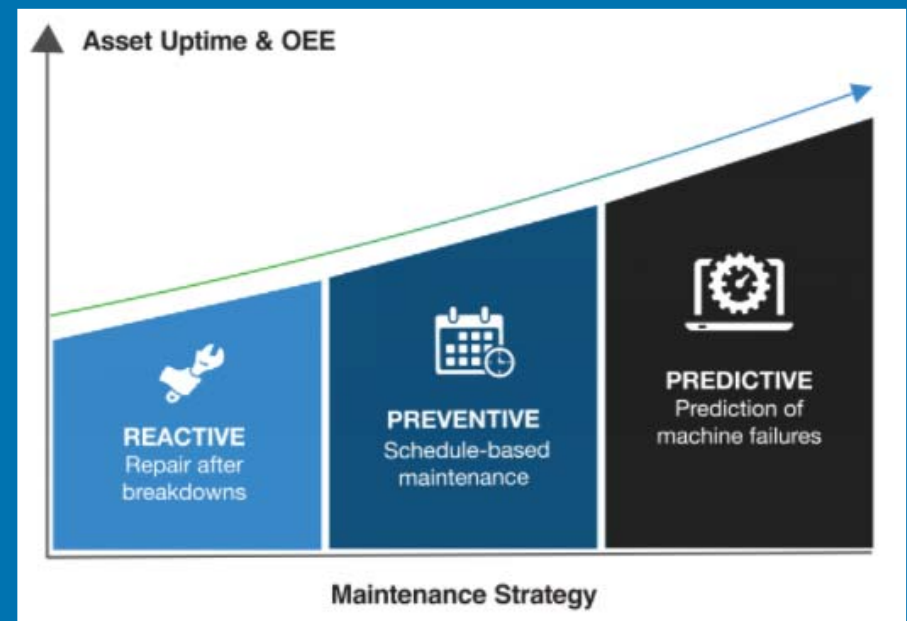 Asset Uptime & OEE
REACTIVE
Repair after
breakdowns
PREVENTIVE
Schedule-based
maintenance
PREDICTIVE
Prediction of
machine failures
Maintenance Strategy